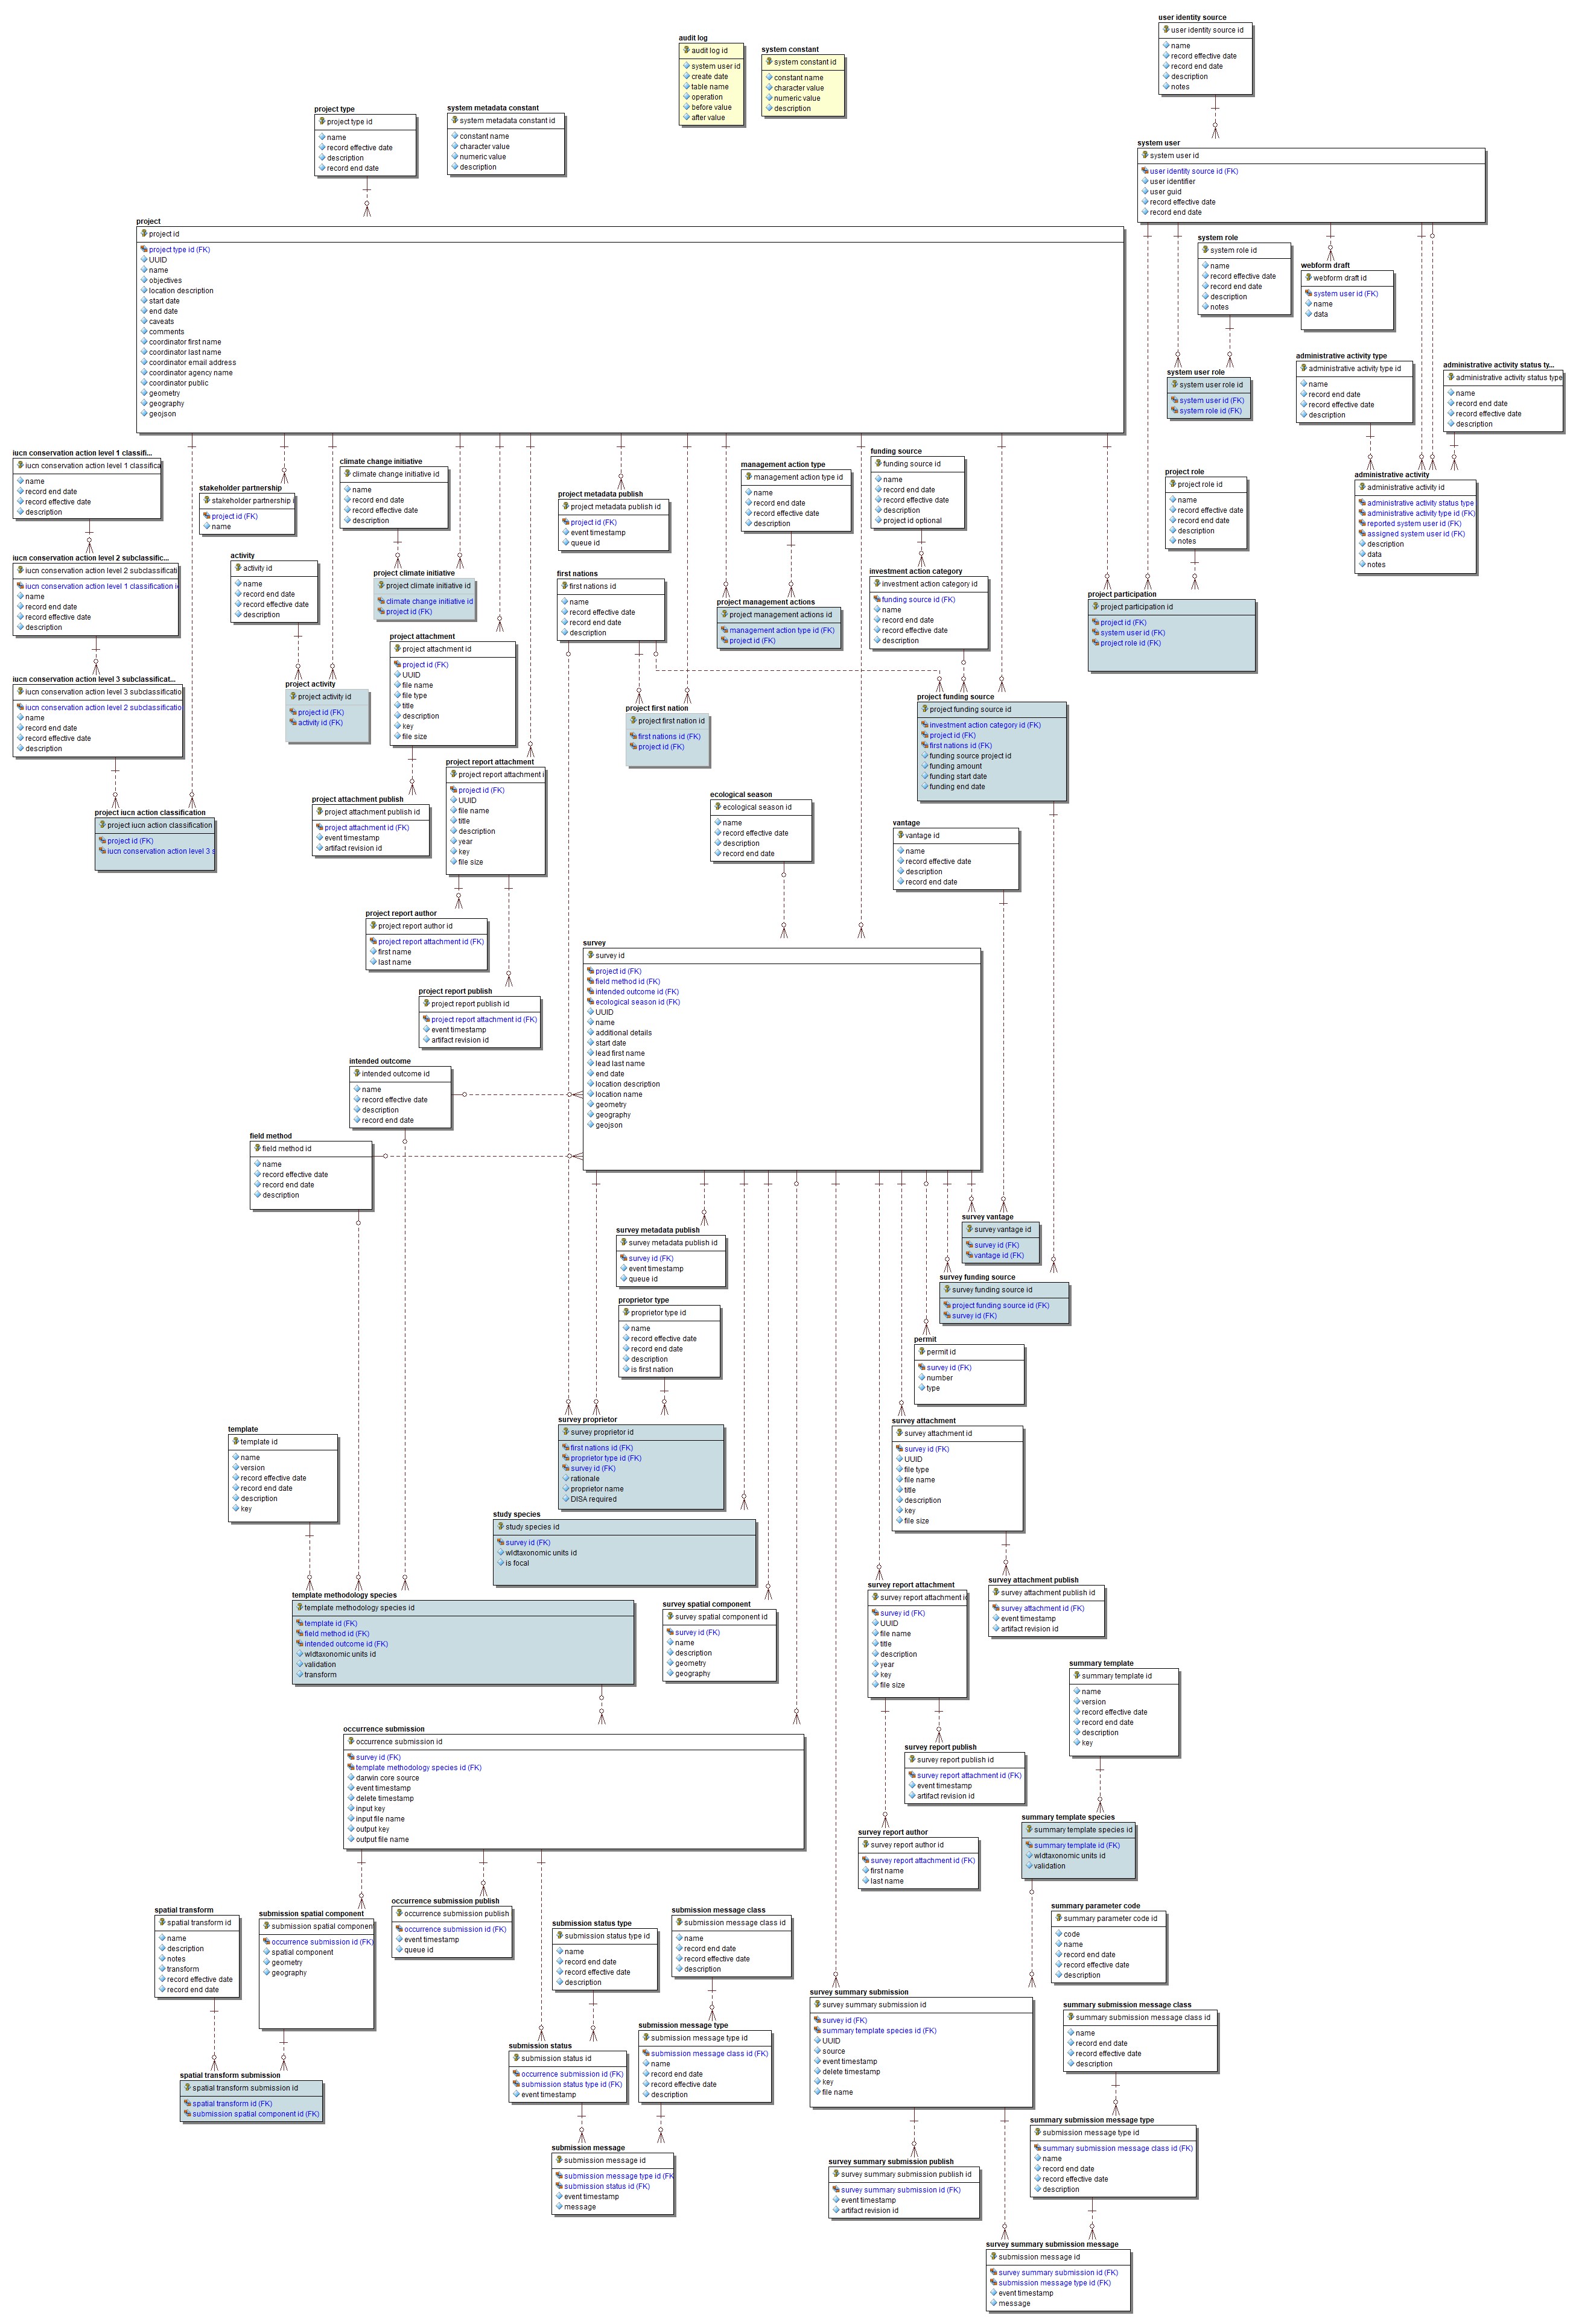 user identity source
user identity source id
name
record effective date
record end date
description
notes
audit log
audit log id
system user id
create date
table name
operation
before value
after value
system constant
system constant id
constant name
character value
numeric value
description
project type
project type id
name
record effective date
description
record end date
system metadata constant
system metadata constant id
constant name
character value
numeric value
description
system user
system user id
user identity source id (FK)
user identifier
user guid
record effective date
record end date
project
project id
project type id (FK)
UUID
name
objectives
location description
start date
end date
caveats
comments
coordinator first name
coordinator last name
coordinator email address
coordinator agency name
coordinator public
geometry
geography
geojson
system role
system role id
name
record effective date
record end date
description
notes
webform draft
webform draft id
system user id (FK)
name
data
system user role
system user role id
system user id (FK)
system role id (FK)
administrative activity type
administrative activity type id
name
record end date
record effective date
description
administrative activity status ty...
administrative activity status type
name
record end date
record effective date
description
administrative activity
administrative activity id
administrative activity status type
administrative activity type id (FK)
reported system user id (FK)
assigned system user id (FK)
description
data
notes
iucn conservation action level 1 classifi...
iucn conservation action level 1 classifica
name
record end date
record effective date
description
stakeholder partnership
stakeholder partnership i
project id (FK)
name
climate change initiative
climate change initiative id
name
record end date
record effective date
description
project metadata publish
project metadata publish id
project id (FK)
event timestamp
queue id
management action type
management action type id
name
record end date
record effective date
description
funding source
funding source id
name
record end date
record effective date
description
project id optional
project role
project role id
name
record effective date
record end date
description
notes
iucn conservation action level 2 subclassific...
iucn conservation action level 2 subclassificati
iucn conservation action level 1 classification i
name
record end date
record effective date
description
activity
activity id
name
record end date
record effective date
description
project climate initiative
project climate initiative id
climate change initiative id
project id (FK)
first nations
first nations id
name
record effective date
record end date
description
project management actions
project management actions id
management action type id (FK)
project id (FK)
investment action category
investment action category id
funding source id (FK)
name
record end date
record effective date
description
project participation
project participation id
project id (FK)
system user id (FK)
project role id (FK)
project attachment
project attachment id
project id (FK)
UUID
file name
file type
title
description
key
file size
iucn conservation action level 3 subclassificat...
iucn conservation action level 3 subclassificatio
iucn conservation action level 2 subclassificatio
name
record end date
record effective date
description
project activity
project activity id
project id (FK)
activity id (FK)
project first nation
project first nation id
first nations id (FK)
project id (FK)
project funding source
project funding source id
investment action category id (FK)
project id (FK)
first nations id (FK)
funding source project id
funding amount
funding start date
funding end date
project report attachment
project report attachment i
project id (FK)
UUID
file name
title
description
year
key
file size
project attachment publish
project attachment publish id
project attachment id (FK)
event timestamp
artifact revision id
project iucn action classification
project iucn action classification
project id (FK)
iucn conservation action level 3 s
ecological season
ecological season id
name
record effective date
description
record end date
vantage
vantage id
name
record effective date
description
record end date
project report author
project report author id
project report attachment id (FK)
first name
last name
project report publish
project report publish id
project report attachment id (FK)
event timestamp
artifact revision id
survey
survey id
project id (FK)
field method id (FK)
intended outcome id (FK)
ecological season id (FK)
UUID
name
additional details
start date
lead first name
lead last name
end date
location description
location name
geometry
geography
geojson
intended outcome
intended outcome id
name
record effective date
description
record end date
field method
field method id
name
record effective date
record end date
description
survey vantage
survey vantage id
survey id (FK)
vantage id (FK)
survey metadata publish
survey metadata publish id
survey id (FK)
event timestamp
queue id
survey funding source
survey funding source id
project funding source id (FK)
survey id (FK)
proprietor type
proprietor type id
name
record effective date
record end date
description
is first nation
permit
permit id
survey id (FK)
number
type
survey proprietor
survey proprietor id
first nations id (FK)
proprietor type id (FK)
survey id (FK)
rationale
proprietor name
DISA required
survey attachment
survey attachment id
survey id (FK)
UUID
file type
file name
title
description
key
file size
template
template id
name
version
record effective date
record end date
description
key
study species
study species id
survey id (FK)
wldtaxonomic units id
is focal
survey attachment publish
survey attachment publish id
survey attachment id (FK)
event timestamp
artifact revision id
survey report attachment
survey report attachment i
survey id (FK)
UUID
file name
title
description
year
key
file size
template methodology species
template methodology species id
template id (FK)
field method id (FK)
intended outcome id (FK)
wldtaxonomic units id
validation
transform
survey spatial component
survey spatial component id
survey id (FK)
name
description
geometry
geography
summary template
summary template id
name
version
record effective date
record end date
description
key
occurrence submission
occurrence submission id
survey id (FK)
template methodology species id (FK)
darwin core source
event timestamp
delete timestamp
input key
input file name
output key
output file name
survey report publish
survey report publish id
survey report attachment id (FK)
event timestamp
artifact revision id
summary template species
summary template species id
summary template id (FK)
wldtaxonomic units id
validation
survey report author
survey report author id
survey report attachment id (FK)
first name
last name
occurrence submission publish
occurrence submission publish
occurrence submission id (FK)
event timestamp
queue id
spatial transform
spatial transform id
name
description
notes
transform
record effective date
record end date
submission spatial component
submission spatial componen
occurrence submission id (FK)
spatial component
geometry
geography
submission status type
submission status type id
name
record end date
record effective date
description
submission message class
submission message class id
name
record end date
record effective date
description
summary parameter code
summary parameter code id
code
name
record end date
record effective date
description
survey summary submission
survey summary submission id
survey id (FK)
summary template species id (FK)
UUID
source
event timestamp
delete timestamp
key
file name
summary submission message class
summary submission message class id
name
record end date
record effective date
description
submission message type
submission message type id
submission message class id (FK)
name
record end date
record effective date
description
submission status
submission status id
occurrence submission id (FK)
submission status type id (FK)
event timestamp
spatial transform submission
spatial transform submission id
spatial transform id (FK)
submission spatial component id (FK)
summary submission message type
submission message type id
summary submission message class id (FK)
name
record end date
record effective date
description
submission message
submission message id
submission message type id (FK
submission status id (FK)
event timestamp
message
survey summary submission publish
survey summary submission publish id
survey summary submission id (FK)
event timestamp
artifact revision id
survey summary submission message
submission message id
survey summary submission id (FK)
submission message type id (FK)
event timestamp
message